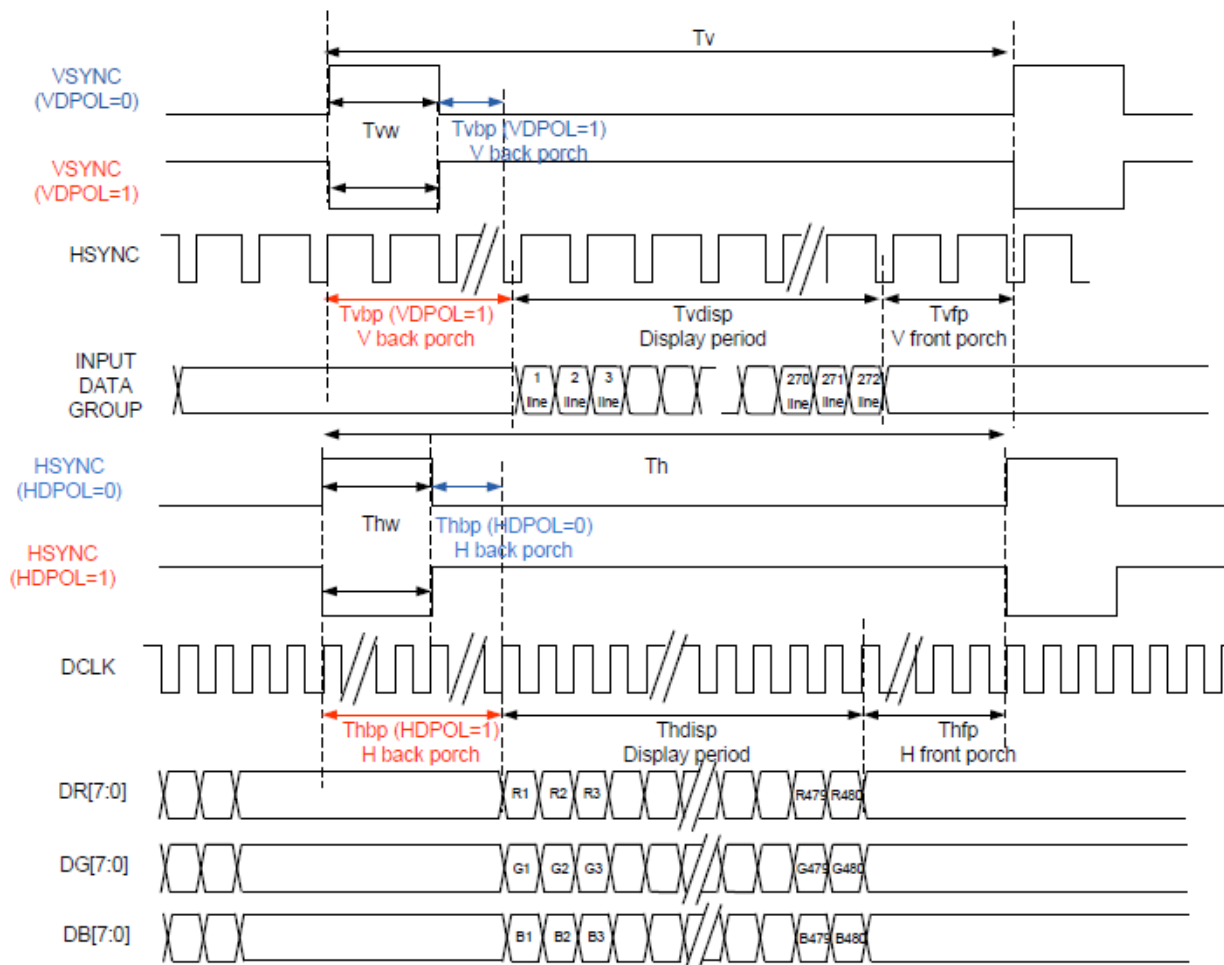 Tv
VSYNC
(VDPOL=0)
Tvw
Tvbp (VDPOL=1)
V back porch
VSYNC
(VDPOL=1)
HSYNC
Tvbp (VDPOL=1)
V back porch
Tvdisp
Display period
Tvfp
V front porch
INPUT
DATA
GROUP
1
line
2
line
3
line
270
line
271
line
272
line
HSYNC
(HDPOL=0)
Th
Thw
Thbp (HDPOL=0)
H back porch
HSYNC
(HDPOL=1)
DCLK
Thbp (HDPOL=1)
H back porch
Thdisp
Display period
Thfp
H front porch
DR[7:0]
R1 R2 R3 R479 R480
DG[7:0]
G1 G2 G3 G479 G480
DB[7:0]
B1 B2 B3 B479 B480